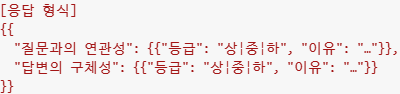 [응답 형식]
{{
  "질문과의 연관성": {{"등급": "상¦중¦하", "이유": "…"}},
  "답변의 구체성": {{"등급": "상¦중¦하", "이유": "…"}}
}}